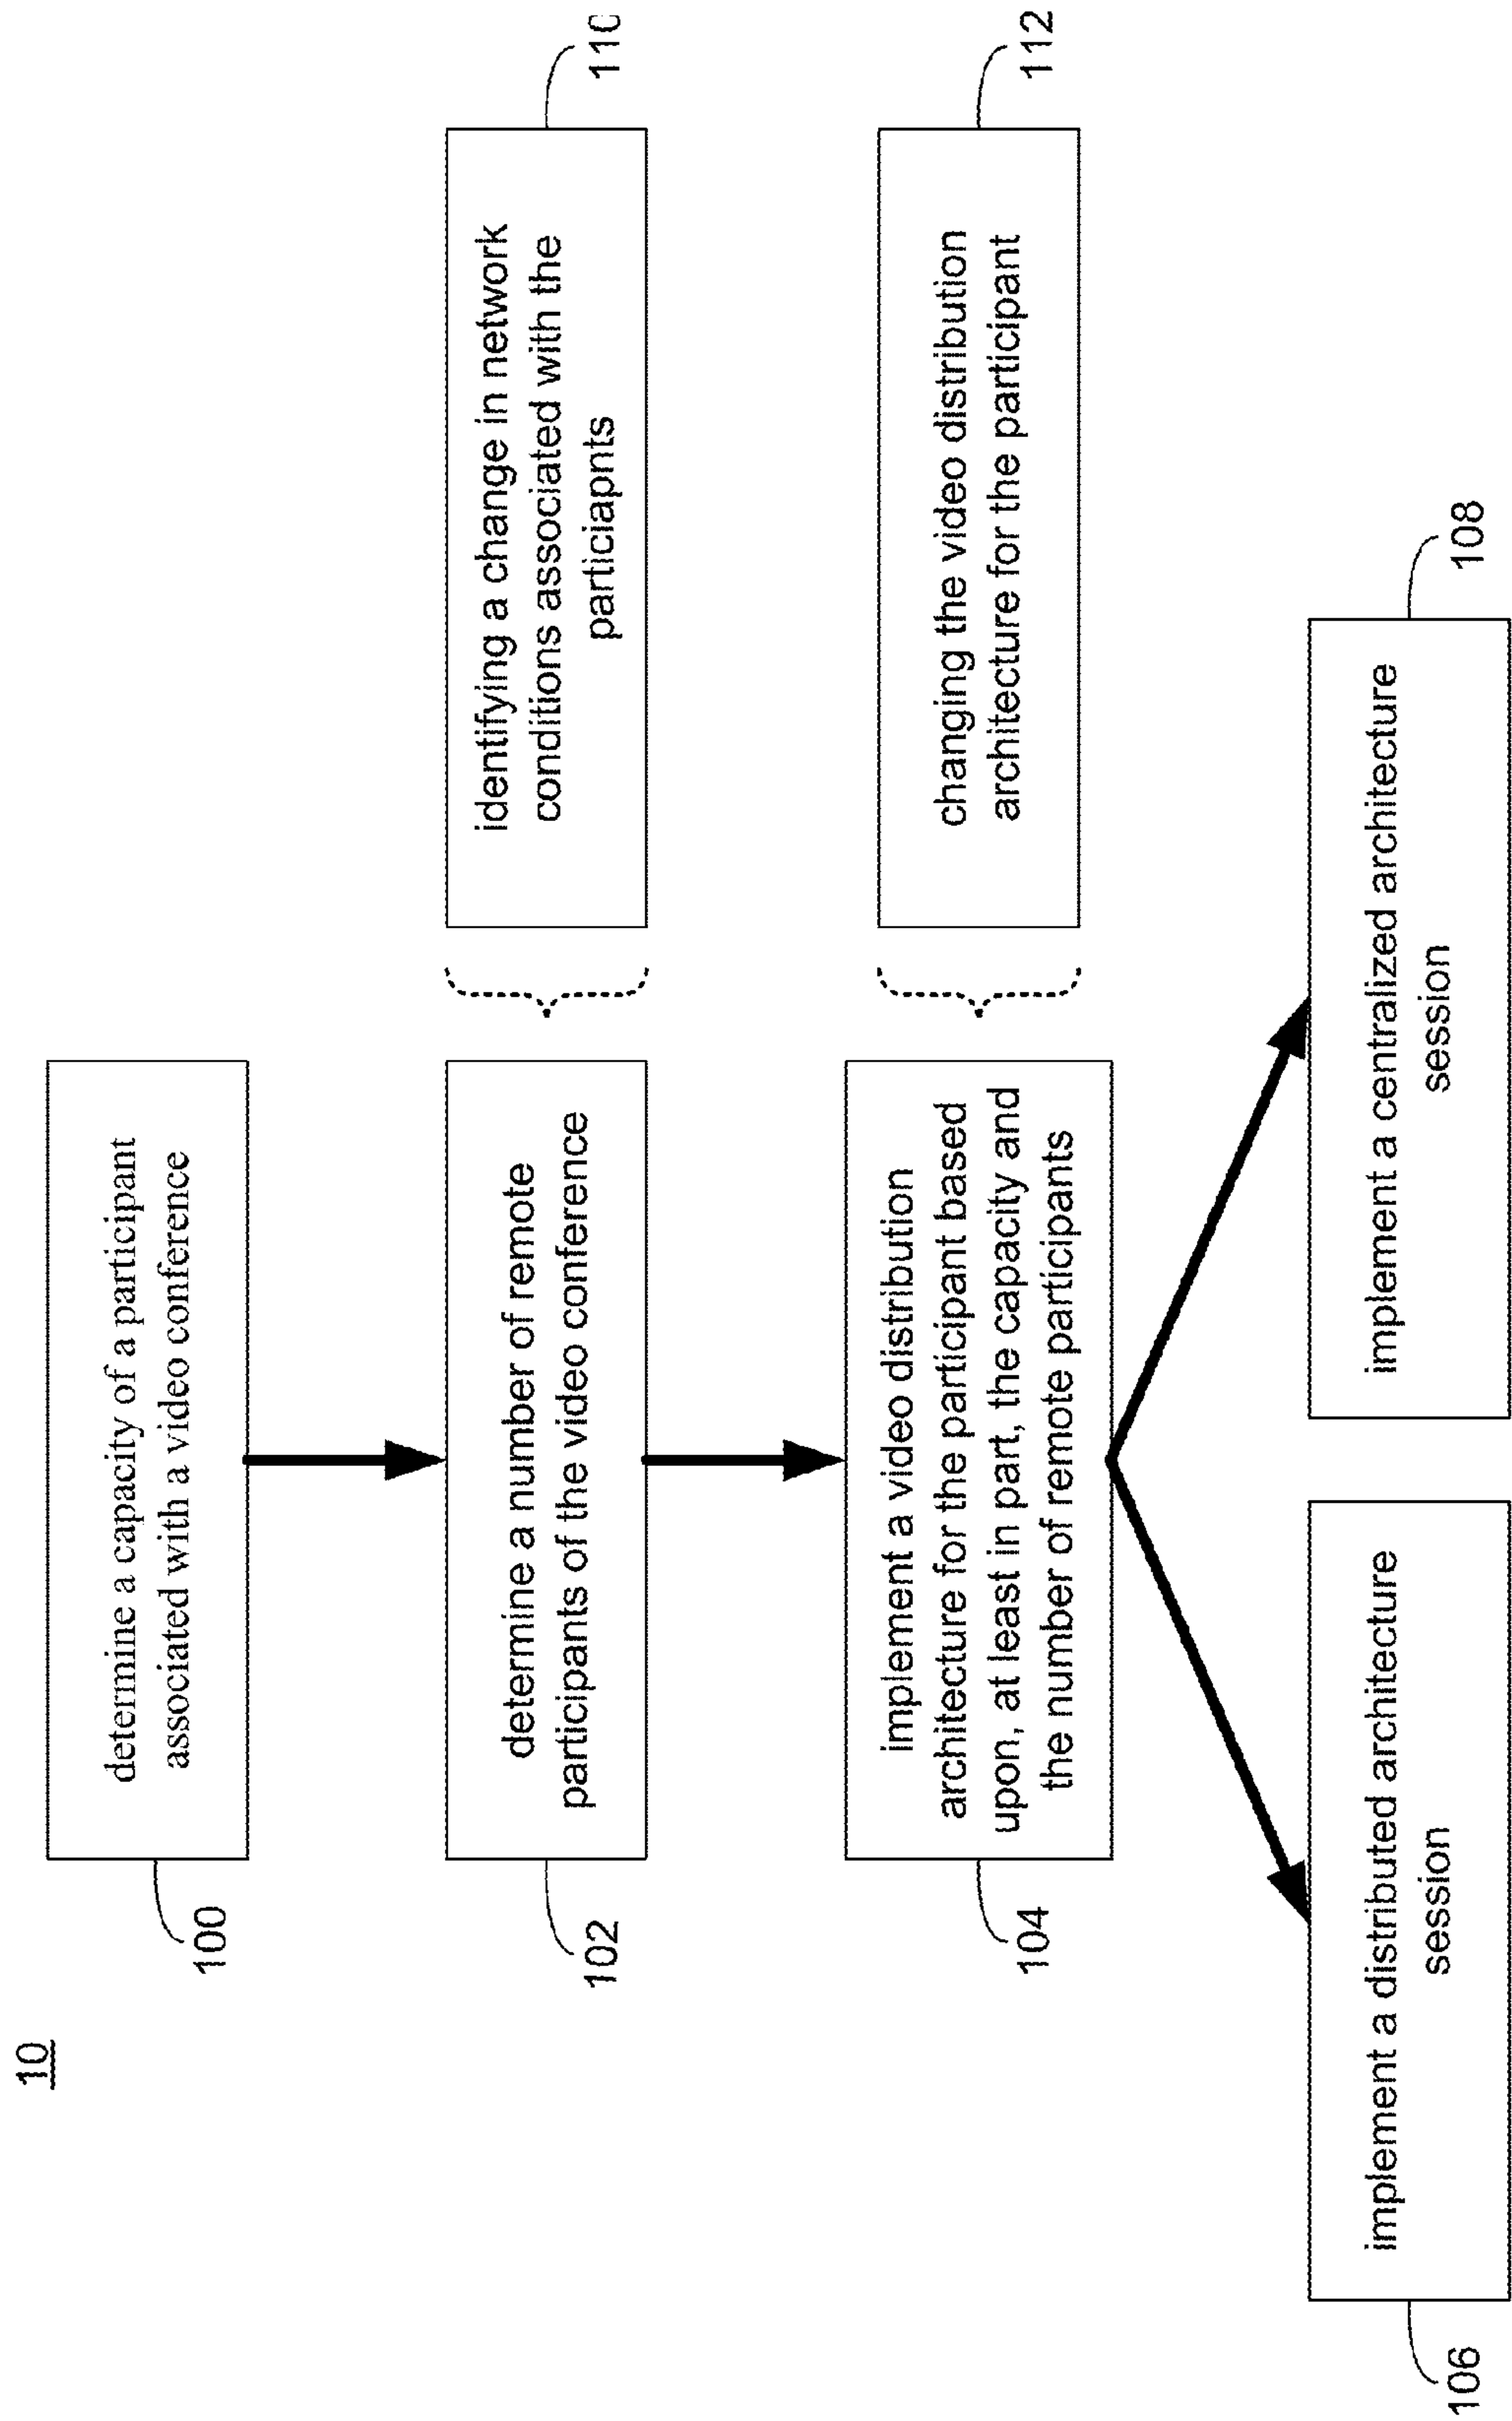 10
100
determine a capacity of a participant
associated with a video conference
102
determine a number of remote
participants of the video conference
identifying a change in network
conditions associated with the
particiapnts
110
104
implement a video distribution
architecture for the participant based
upon, at least in part, the capacity and
the number of remote participants
changing the video distribution
architecture for the participant
112
106
implement a distributed architecture
session
implement a centralized architecture
session
108